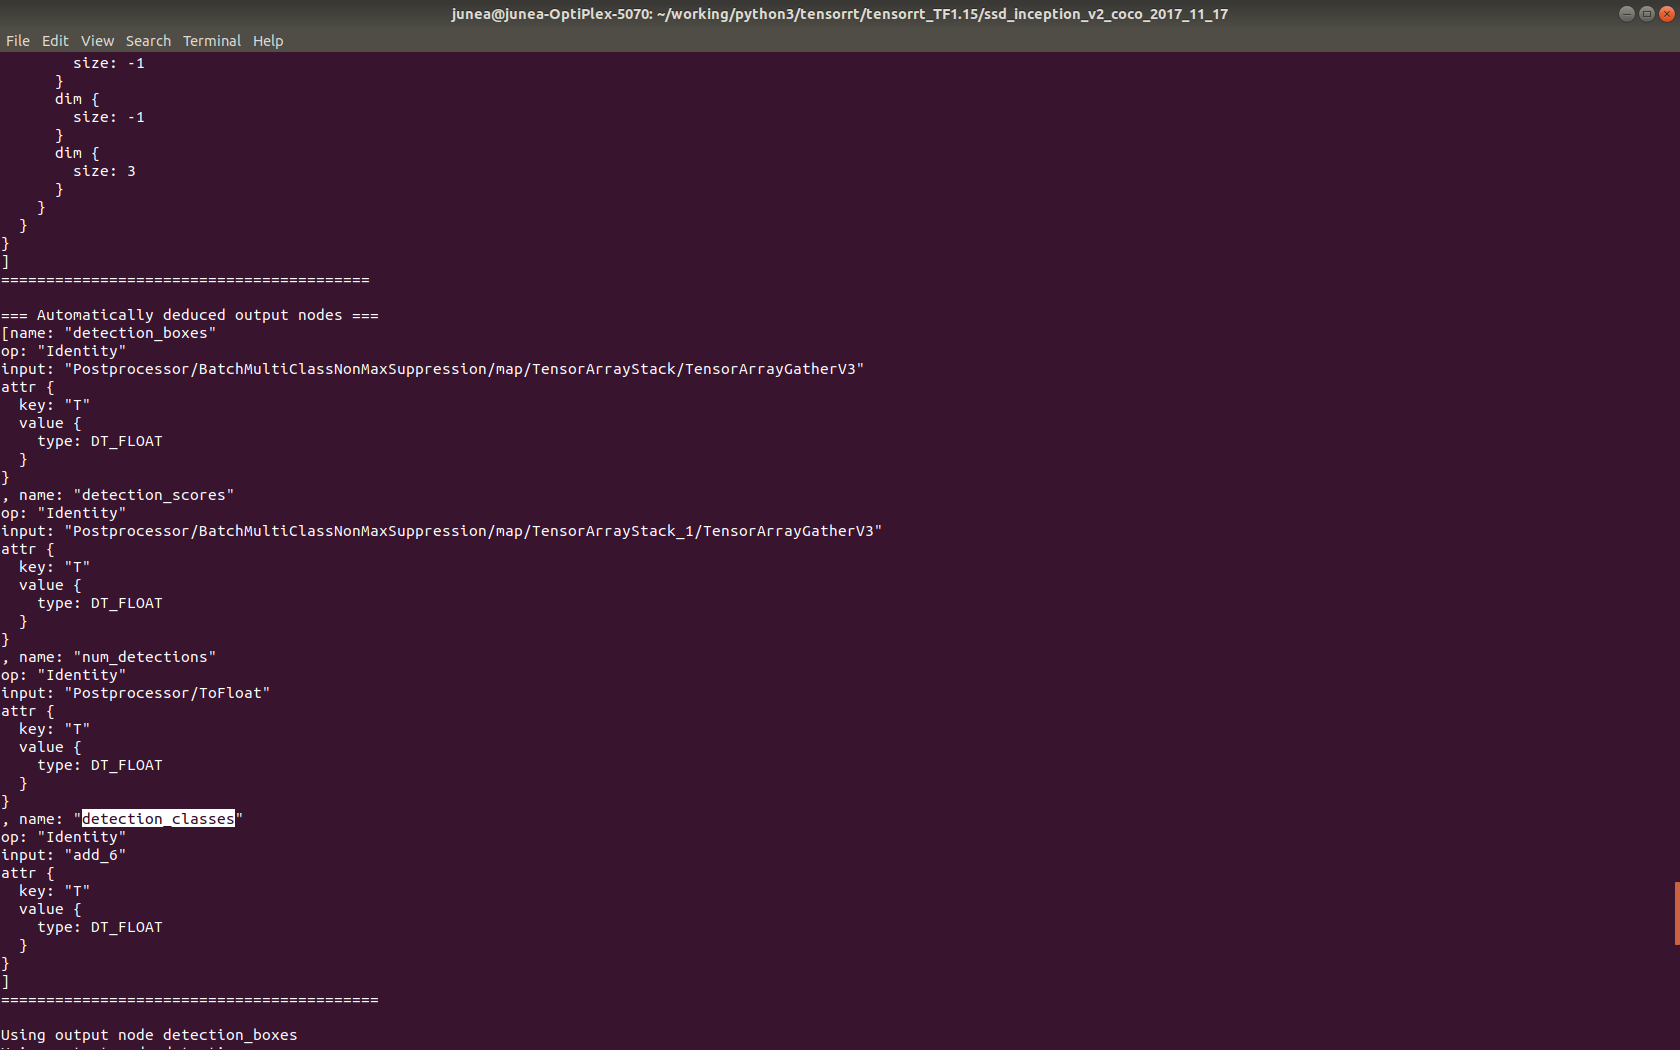 junea@junea-OptiPlex-5070: ~/working/python3/tensorrt/tensorrt_TF1.15/ssd_inception_v2_coco_2017_11_17
File Edit View Search Terminal Help
        size: -1
      }
      dim {
        size: -1
      }
      dim {
        size: 3
      }
    }
  }
}
]
=========================================

=== Automatically deduced output nodes ===
[name: "detection_boxes"
op: "Identity"
input: "Postprocessor/BatchMultiClassNonMaxSuppression/map/TensorArrayStack/TensorArrayGatherV3"
attr {
  key: "T"
  value {
    type: DT_FLOAT
  }
}
, name: "detection_scores"
op: "Identity"
input: "Postprocessor/BatchMultiClassNonMaxSuppression/map/TensorArrayStack_1/TensorArrayGatherV3"
attr {
  key: "T"
  value {
    type: DT_FLOAT
  }
}
, name: "num_detections"
op: "Identity"
input: "Postprocessor/ToFloat"
attr {
  key: "T"
  value {
    type: DT_FLOAT
  }
}
, name: "detection_classes"
op: "Identity"
input: "add_6"
attr {
  key: "T"
  value {
    type: DT_FLOAT
  }
}
]
==========================================

Using output node detection_boxes